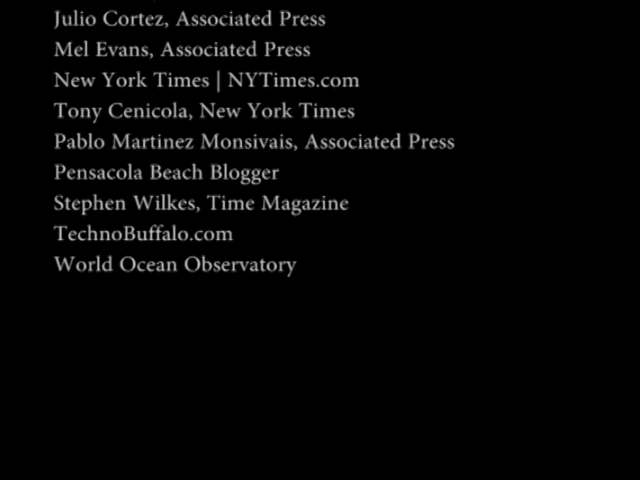 Julio Cortez, Associated Press
Mel Evans, Associated Press
New York Times | NYTimes.com
Tony Cenicola, New York Times
Pablo Martinez Monsivais, Associated Press
Pensacola Beach Blogger
Stephen Wilkes, Time Magazine
TechnoBuffalo.com
World Ocean Observatory